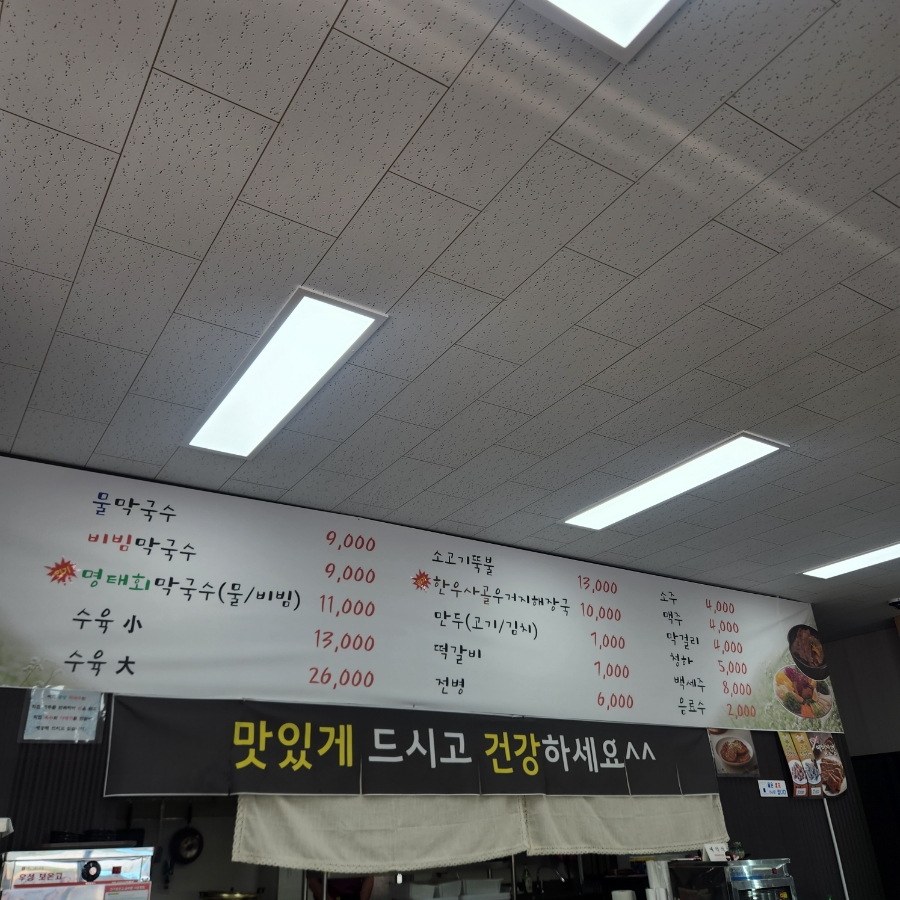 물막국수 9,000
비빔막국수 9,000
명태회막국수(물/비빔) 11,000
수육 小 13,000
수육 大 26,000
소고기뚝불 13,000
한우사골우거지해장국 10,000
만두(고기/김치) 7,000
떡갈비 7,000
전병 6,000
소주 4,000
맥주 4,000
막걸리 4,000
청하 5,000
백세주 8,000
음료수 2,000
맛있게 드시고 건강하세요^^
우성 보온고